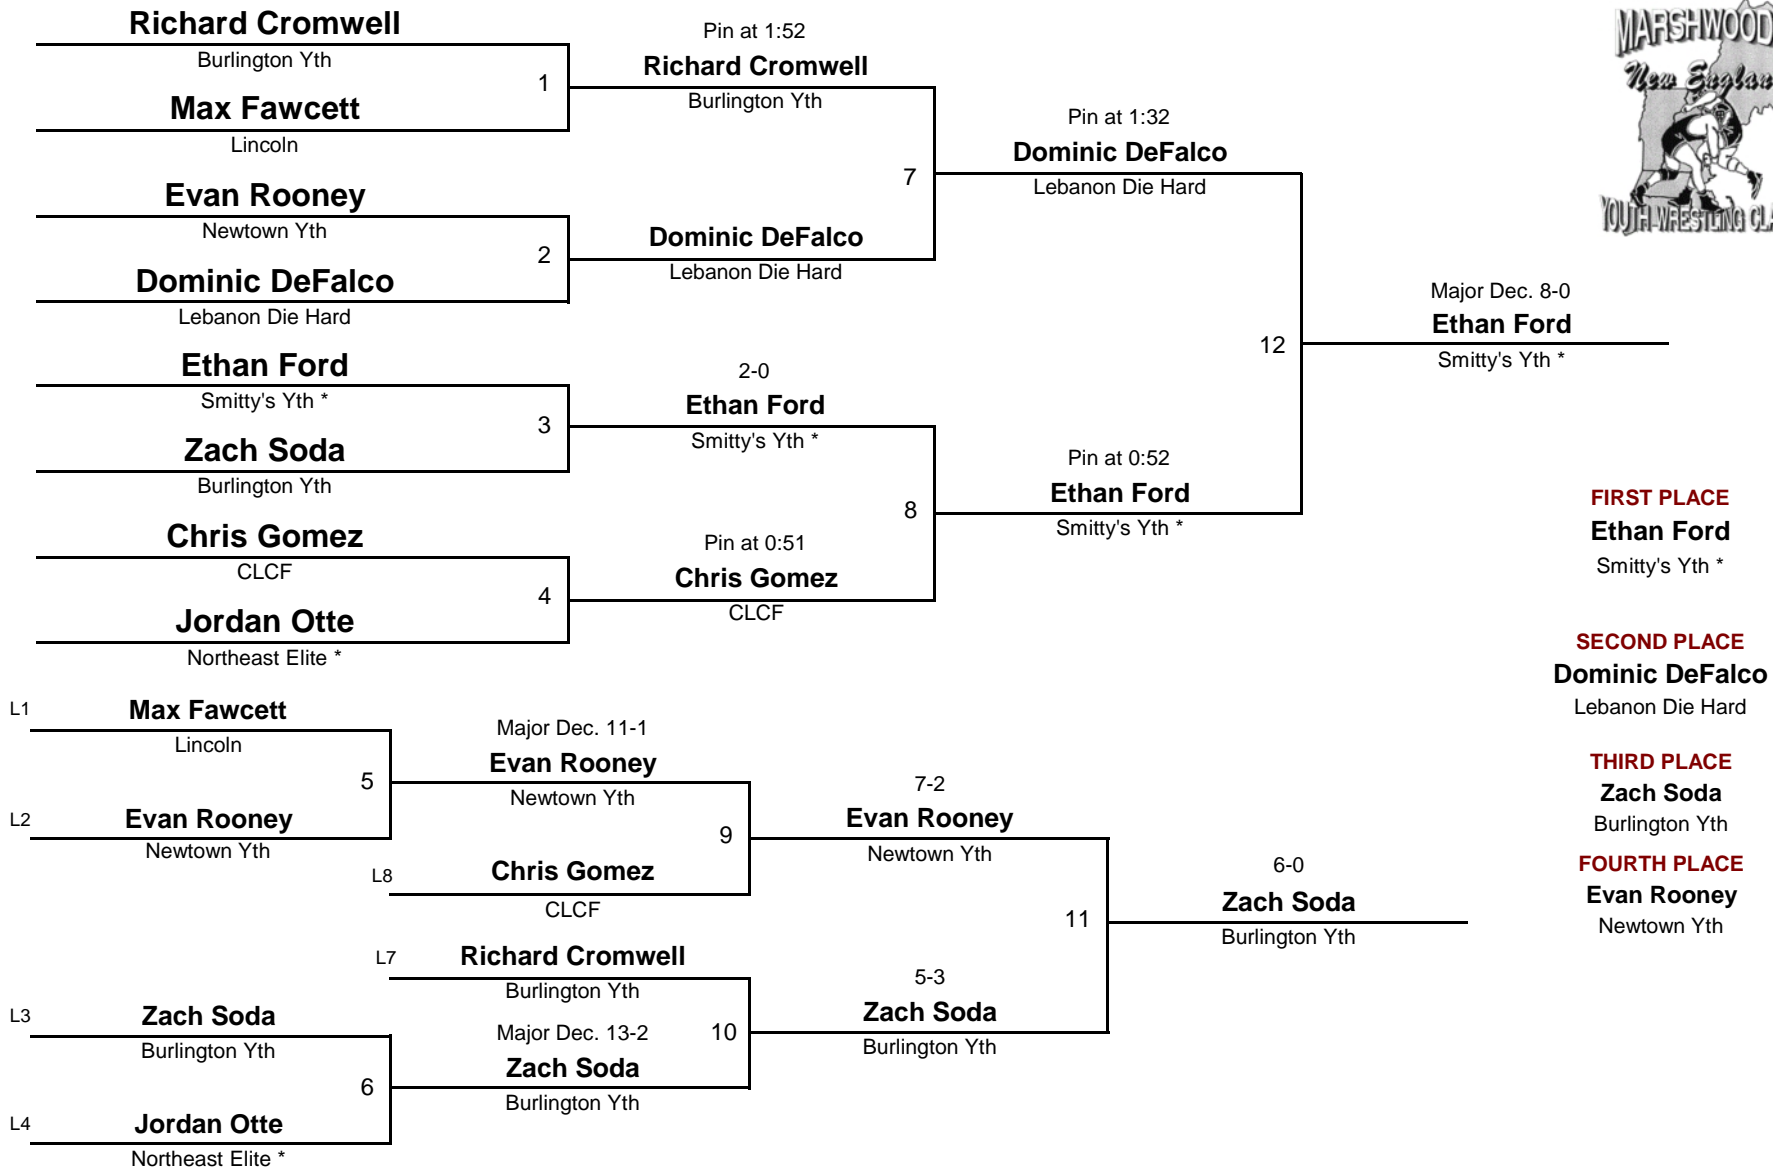 Richard Cromwell
Burlington Yth
1
Max Fawcett
Lincoln
Evan Rooney
Newtown Yth
2
Dominic DeFalco
Lebanon Die Hard
Ethan Ford
Smitty's Yth *
3
Zach Soda
Burlington Yth
Chris Gomez
CLCF
4
Jordan Otte
Northeast Elite *
Pin at 1:52
Richard Cromwell
Burlington Yth
7
Dominic DeFalco
Lebanon Die Hard
2-0
Ethan Ford
Smitty's Yth *
8
Pin at 0:51
Chris Gomez
CLCF
Pin at 1:32
Dominic DeFalco
Lebanon Die Hard
12
Pin at 0:52
Ethan Ford
Smitty's Yth *
Major Dec. 8-0
Ethan Ford
Smitty's Yth *
MARSHWOOD
New
YOUTH WRESTLING
FIRST PLACE
Ethan Ford
Smitty's Yth *
SECOND PLACE
Dominic DeFalco
Lebanon Die Hard
THIRD PLACE
Zach Soda
Burlington Yth
FOURTH PLACE
Evan Rooney
Newtown Yth
L1
Max Fawcett
Lincoln
5
L2
Evan Rooney
Newtown Yth
Major Dec. 11-1
Evan Rooney
Newtown Yth
9
L8
Chris Gomez
CLCF
L7
Richard Cromwell
Burlington Yth
10
L3
Zach Soda
Burlington Yth
6
L4
Jordan Otte
Northeast Elite *
Major Dec. 13-2
Zach Soda
Burlington Yth
7-2
Evan Rooney
Newtown Yth
11
5-3
Zach Soda
Burlington Yth
6-0
Zach Soda
Burlington Yth